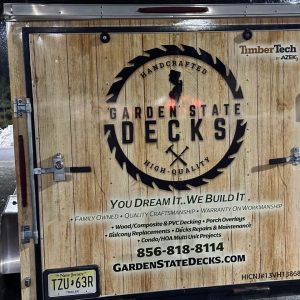 TimberTech
BY AZEK
HANDCRAFTED
GARDEN STATE
DECKS
HIGH-QUALITY
YOU DREAM IT..WE BUILD IT
• FAMILY OWNED • QUALITY CRAFTSMANSHIP • WARRANTY ON WORKMANSHIP
• Wood/Composite & PVC Decking • Porch Overlays
• Balcony Replacements • Decks Repairs & Maintenance
• Condo/HOA Multi Unit Projects
856-818-8114
GARDENSTATEDECKS.COM
New Jersey
TZU 63R
TRAILER